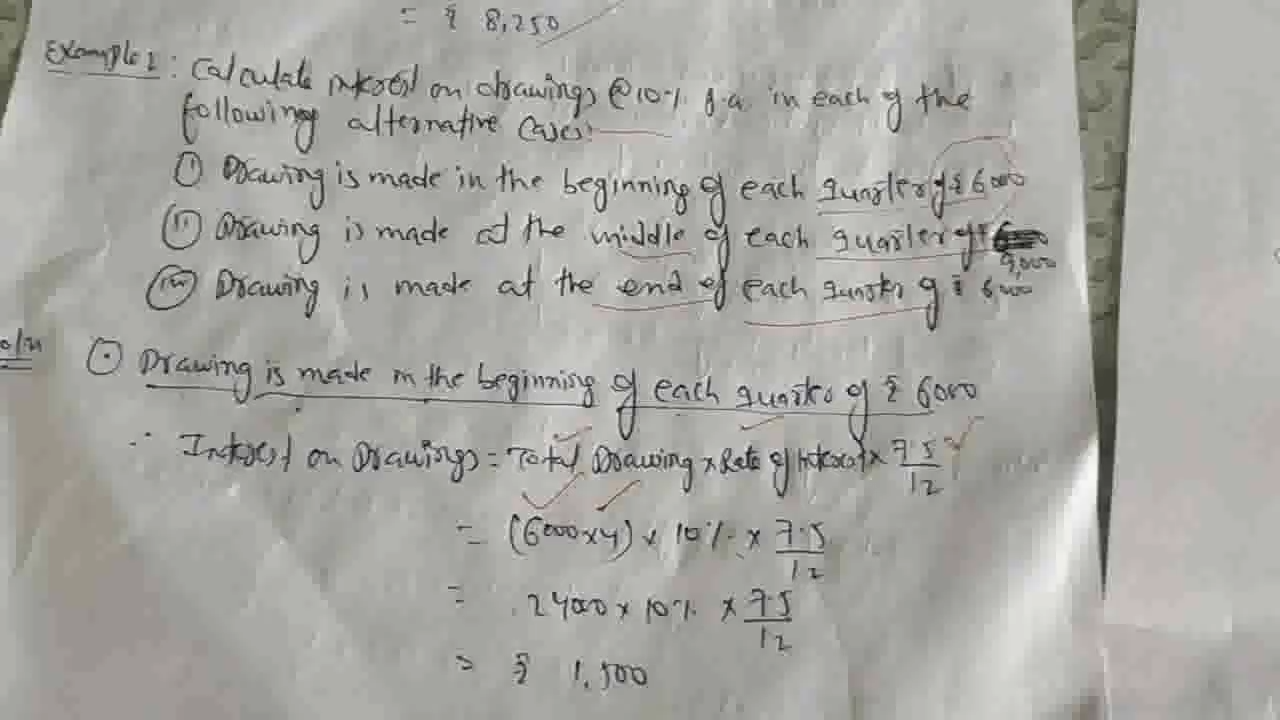 = ₹ 8,250
Example 2: Calculate interest on drawings @10% p.a. in each of the
following alternative Cases:
(i) Drawing is made in the beginning of each quarter of ₹ 6000
(ii) Drawing is made at the middle of each quarter of ₹
9,000
(iii) Drawing is made at the end of each quarter of ₹ 6,000
① Drawing is made in the beginning of each quarter of ₹ 6000
∴ Interest on Drawings = Total Drawing × Rate of Interest × 7.5/12
= (6000×4) × 10% × 7.5/12
= 24000 × 10% × 7.5/12
= ₹ 1,500